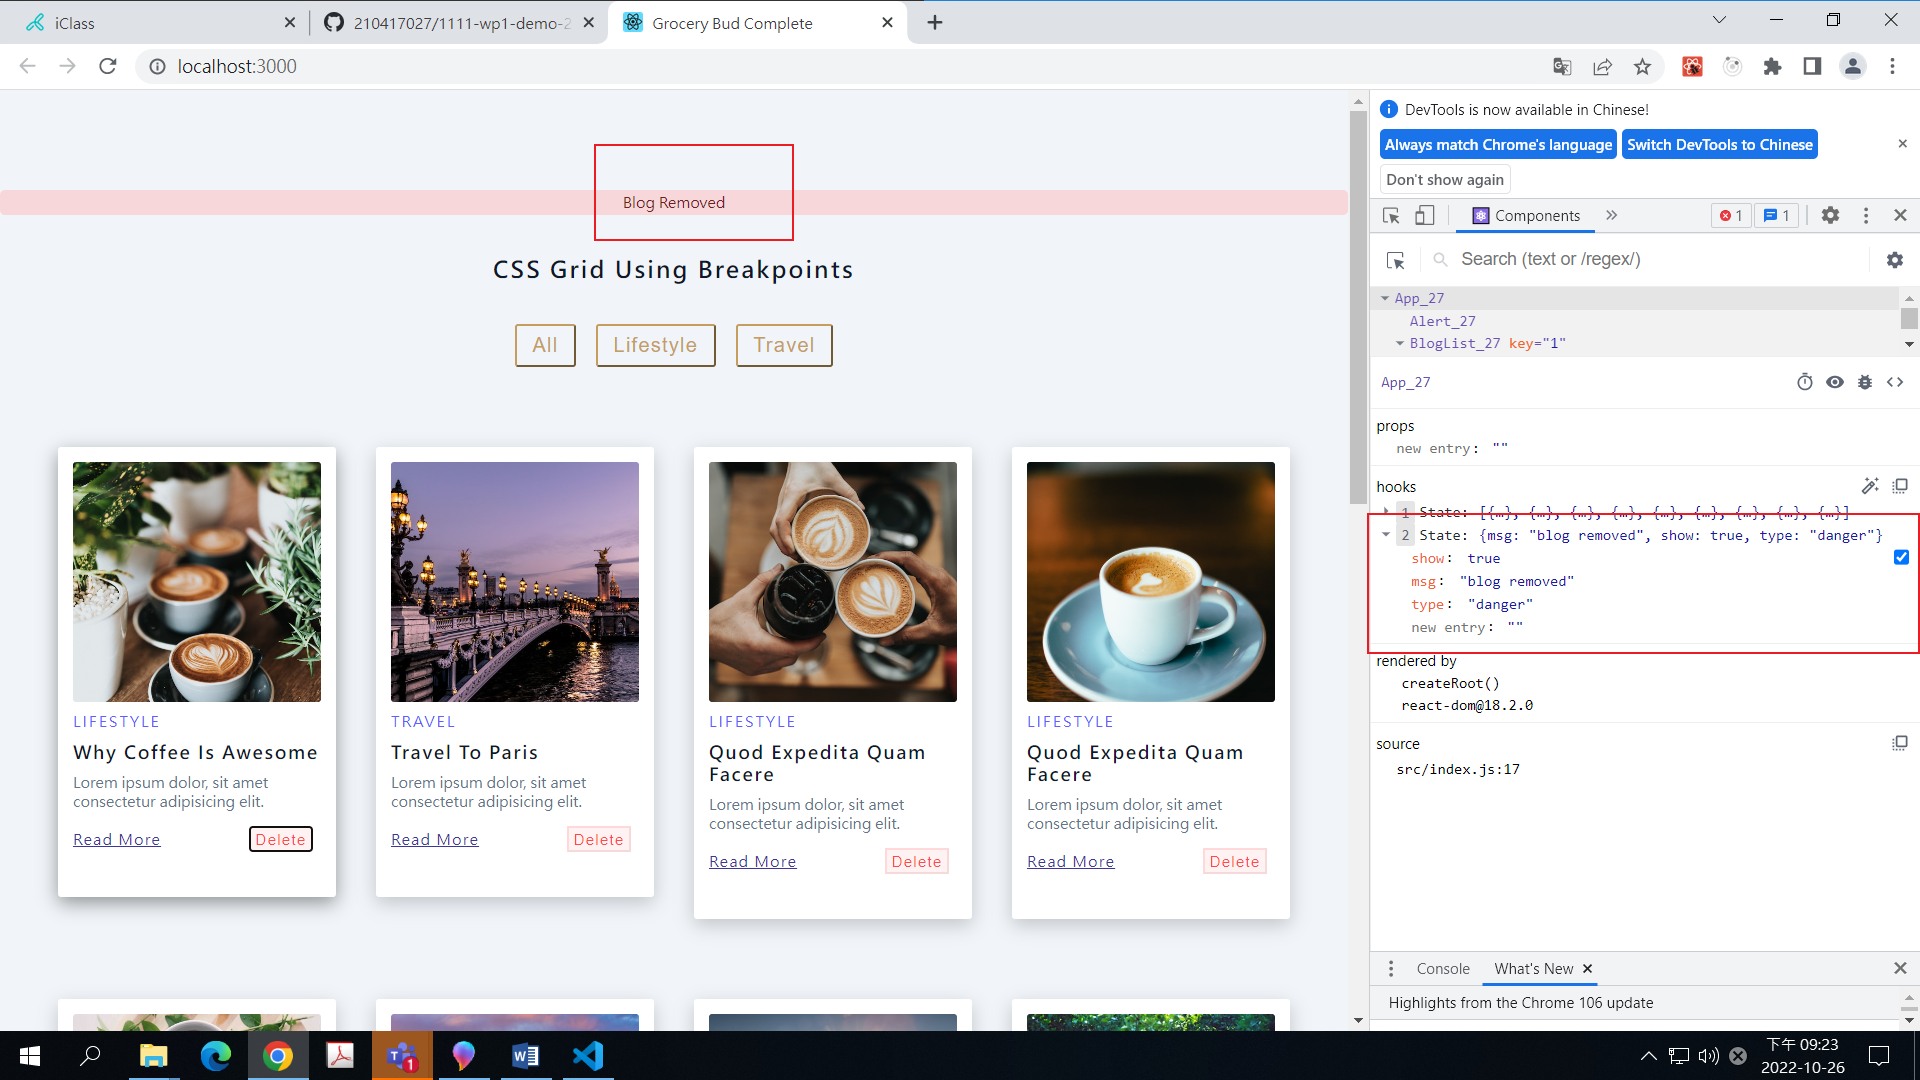 iClass
210417027/1111-wp1-demo-2
Grocery Bud Complete
localhost:3000
Blog Removed
CSS Grid Using Breakpoints
All
Lifestyle
Travel
LIFESTYLE
Why Coffee Is Awesome
Lorem ipsum dolor, sit amet
consectetur adipisicing elit.
Read More
Delete
TRAVEL
Travel To Paris
Lorem ipsum dolor, sit amet
consectetur adipisicing elit.
Read More
Delete
LIFESTYLE
Quod Expedita Quam
Facere
Lorem ipsum dolor, sit amet
consectetur adipisicing elit.
Read More
Delete
LIFESTYLE
Quod Expedita Quam
Facere
Lorem ipsum dolor, sit amet
consectetur adipisicing elit.
Read More
Delete
DevTools is now available in Chinese!
Always match Chrome's language
Switch DevTools to Chinese
Don't show again
Components
1
1
Search (text or /regex/)
App_27
Alert_27
BlogList_27 key="1"
App_27
props
new entry: ""
hooks
1 State: [{…}, {…}, {…}, {…}, {…}, {…}, {…}, {…}, {…}]
2 State: {msg: "blog removed", show: true, type: "danger"}
show: true
msg: "blog removed"
type: "danger"
new entry: ""
rendered by
createRoot()
react-dom@18.2.0
source
src/index.js:17
Console
What's New
Highlights from the Chrome 106 update
1
下午 09:23
2022-10-26